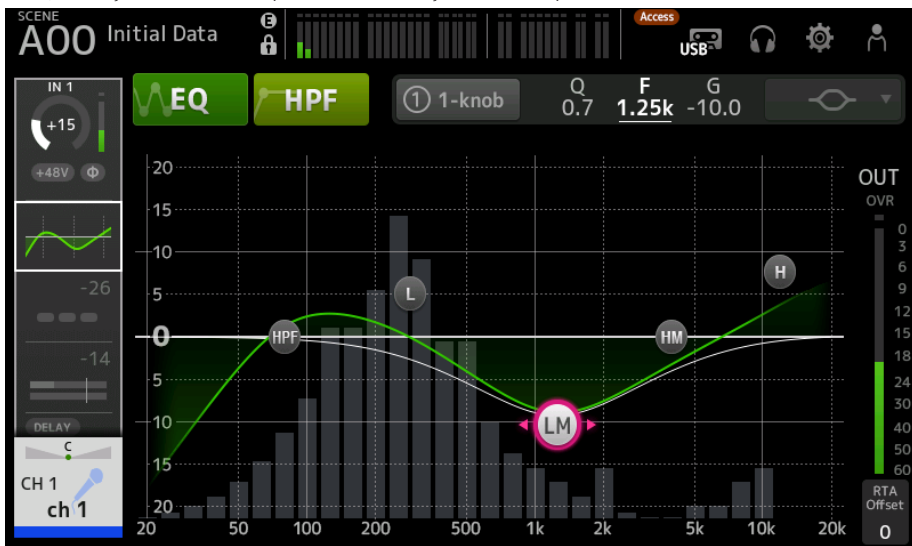 SCENE
A00 Initial Data
E
Access
USB
IN 1
+15
+48V Φ
-26
-14
DELAY
C
CH 1
ch 1
EQ
HPF
1 1-knob
Q F G
0.7 1.25k -10.0
20
15
10
5
0
5
10
15
20
HPF
L
LM
HM
H
20 50 100 200 500 1k 2k 5k 10k 20k
OUT
OVR
0
3
6
9
12
15
18
24
30
40
50
60
RTA
Offset
0